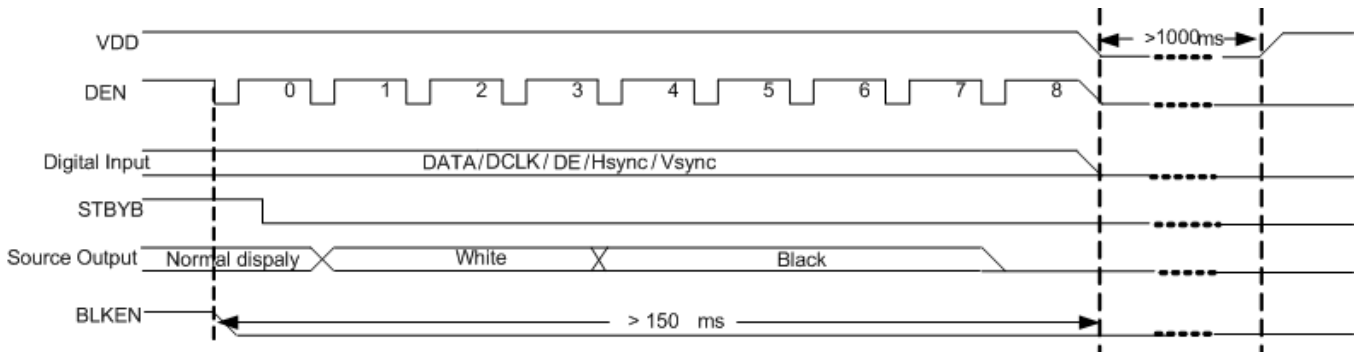 VDD
>1000ms
DEN
0 1 2 3 4 5 6 7 8
Digital Input
DATA/DCLK/ DE/Hsync/Vsync
STBYB
Source Output
Normal dispaly
White
Black
BLKEN
> 150 ms